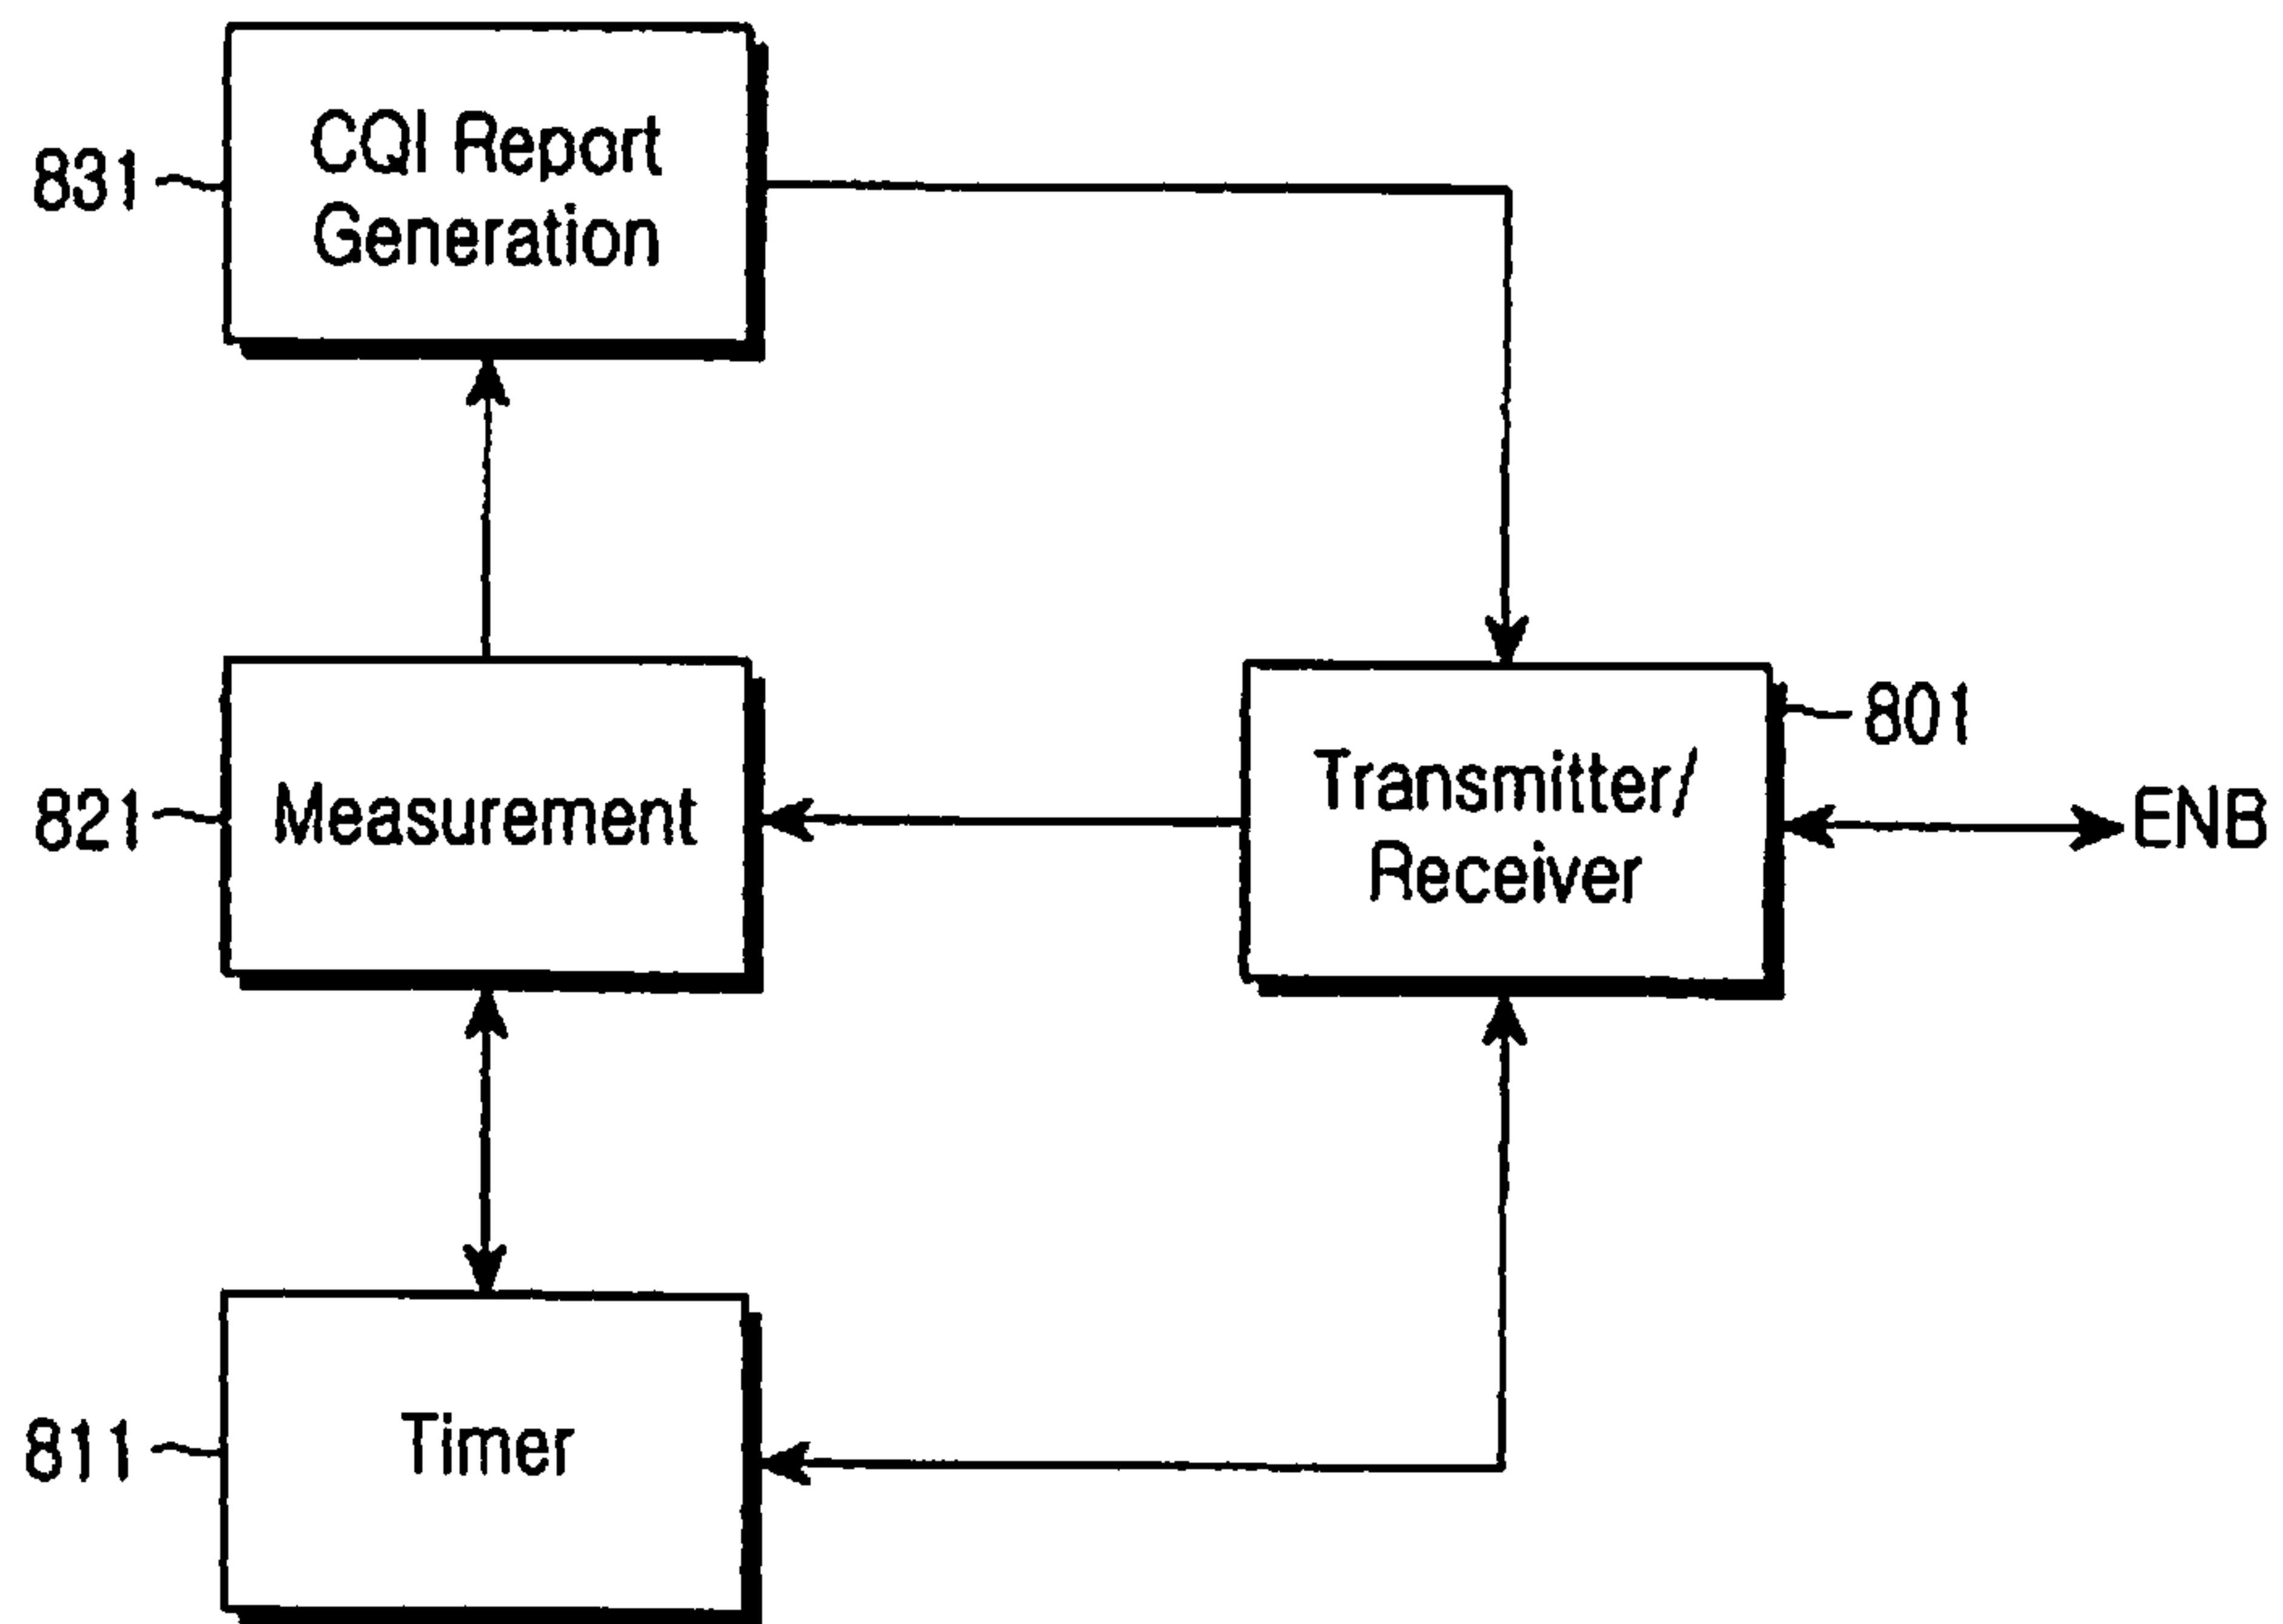 CQI Report
Generation
831
801
Transmitter/
Receiver
821
Measurement
ENB
811
Timer